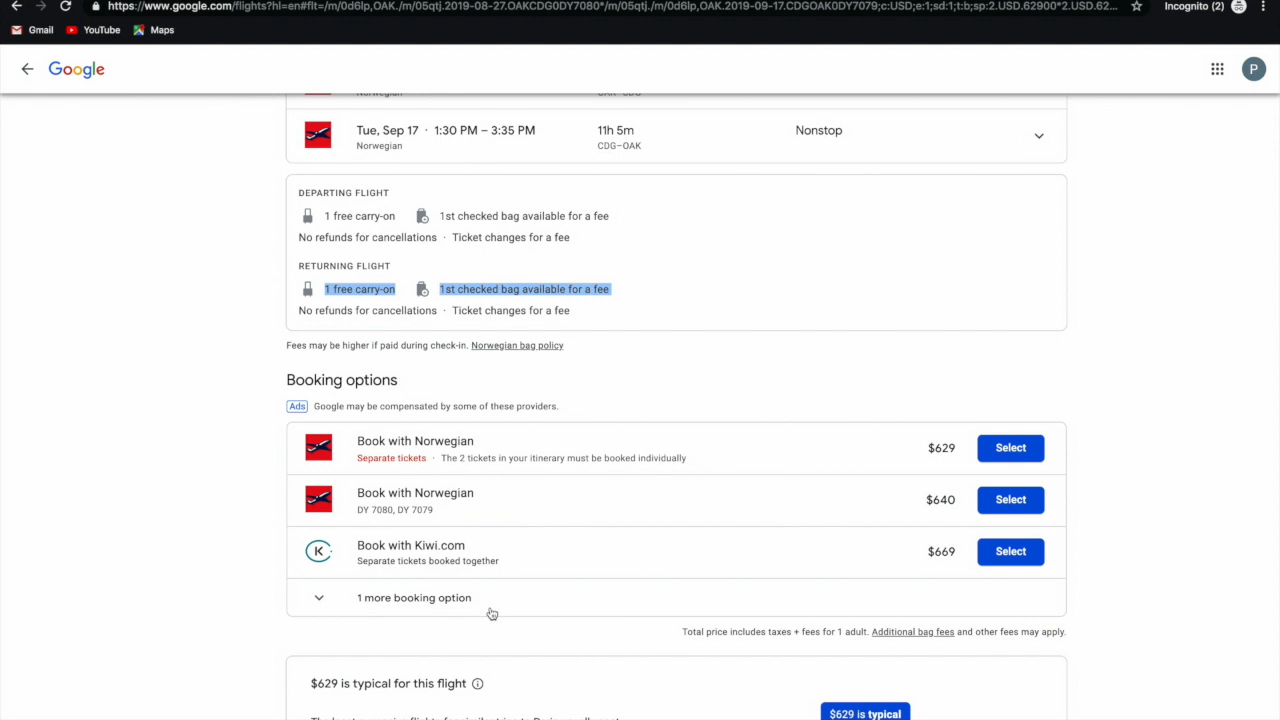 https://www.google.com/flights?hl=en#flt=/m/0d6lp,OAK./m/05qtj.2019-08-27.OAKCDG0DY7080*/m/05qtj./m/0d6lp,OAK.2019-09-17.CDGOAK0DY7079;c:USD;e:1;sd:1;t:b;sp:2.USD.62900*2.USD.62... Incognito (2)
Gmail YouTube Maps
Google P
Norwegian OAK–CDG
Tue, Sep 17 · 1:30 PM – 3:35 PM 11h 5m Nonstop
Norwegian CDG–OAK
DEPARTING FLIGHT
1 free carry-on 1st checked bag available for a fee
No refunds for cancellations · Ticket changes for a fee
RETURNING FLIGHT
1 free carry-on 1st checked bag available for a fee
No refunds for cancellations · Ticket changes for a fee
Fees may be higher if paid during check-in. Norwegian bag policy
Booking options
Ads Google may be compensated by some of these providers.
Book with Norwegian $629 Select
Separate tickets · The 2 tickets in your itinerary must be booked individually
Book with Norwegian $640 Select
DY 7080, DY 7079
K Book with Kiwi.com $669 Select
Separate tickets booked together
1 more booking option
Total price includes taxes + fees for 1 adult. Additional bag fees and other fees may apply.
$629 is typical for this flight
$629 is typical